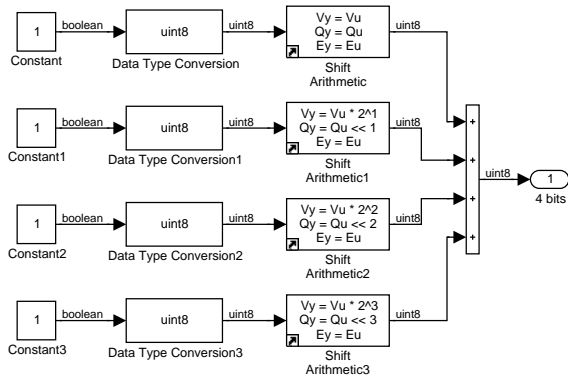 1 boolean uint8 uint8 Vy = Vu uint8
Qy = Qu
Ey = Eu
Constant Data Type Conversion Shift
Arithmetic
1 boolean uint8 uint8 Vy = Vu * 2^1 uint8
Qy = Qu << 1
Ey = Eu
Constant1 Data Type Conversion1 Shift
Arithmetic1
+
+
+
+
uint8 1
4 bits
1 boolean uint8 uint8 Vy = Vu * 2^2 uint8
Qy = Qu << 2
Ey = Eu
Constant2 Data Type Conversion2 Shift
Arithmetic2
1 boolean uint8 uint8 Vy = Vu * 2^3 uint8
Qy = Qu << 3
Ey = Eu
Constant3 Data Type Conversion3 Shift
Arithmetic3